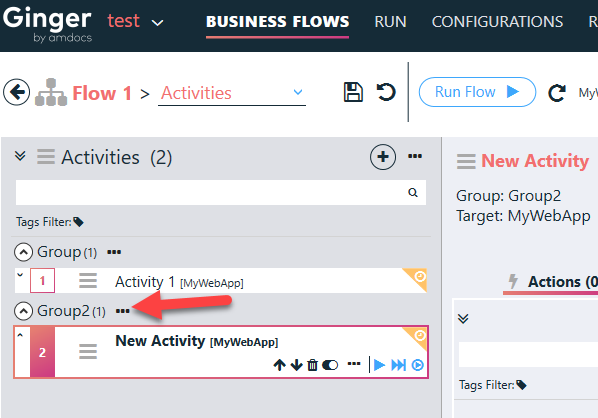 Ginger
by amdocs
test
BUSINESS FLOWS
RUN
CONFIGURATIONS
R
Flow 1 >
Activities
Run Flow
MyW
Activities (2)
Tags Filter:
Group (1)
1
Activity 1 [MyWebApp]
Group2 (1)
2
New Activity [MyWebApp]
New Activity
Group: Group2
Target: MyWebApp
Actions (0
Tags Filter: